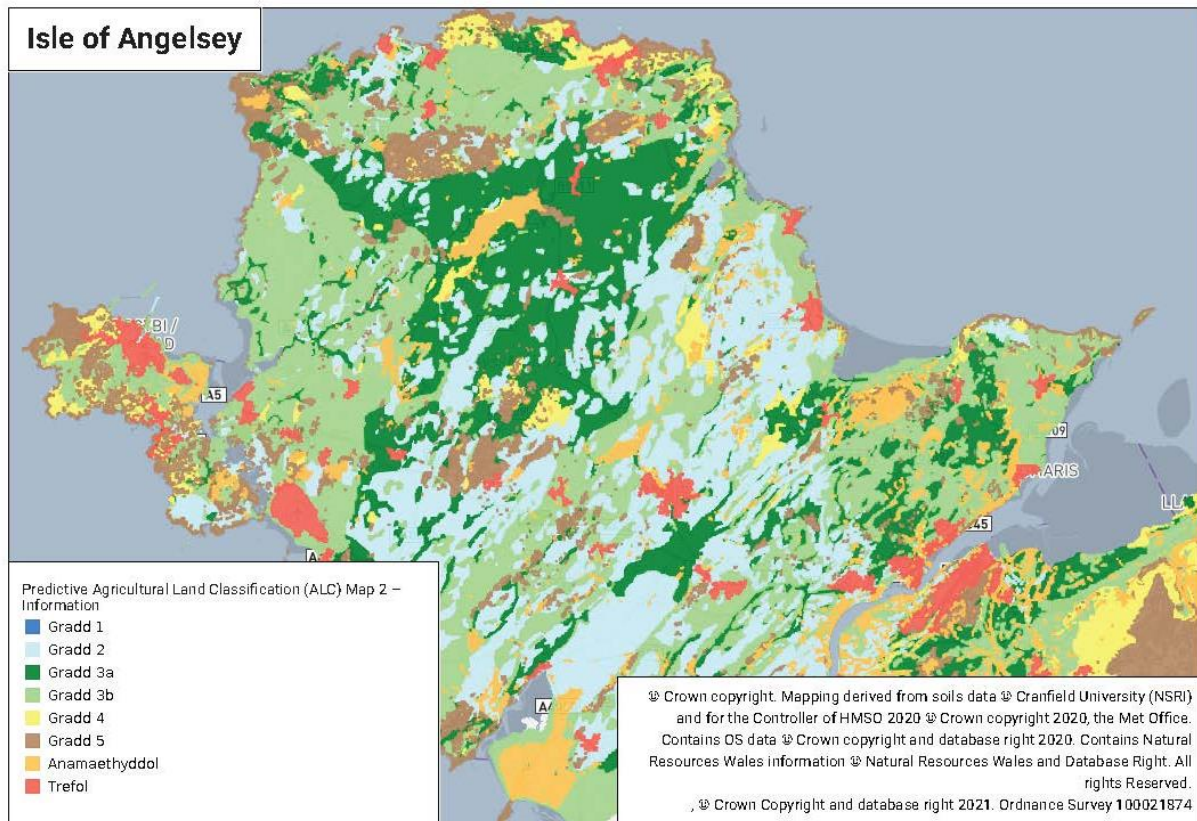 Isle of Angelsey
A5
09
ARIS
LLA
A
45
Predictive Agricultural Land Classification (ALC) Map 2 –
Information
Gradd 1
Gradd 2
Gradd 3a
Gradd 3b
Gradd 4
Gradd 5
Anamaethyddol
Trefol
© Crown copyright. Mapping derived from soils data © Cranfield University (NSRI)
and for the Controller of HMSO 2020 © Crown copyright 2020, the Met Office.
Contains OS data © Crown copyright and database right 2020. Contains Natural
Resources Wales information © Natural Resources Wales and Database Right. All
rights Reserved.
, © Crown Copyright and database right 2021. Ordnance Survey 100021874